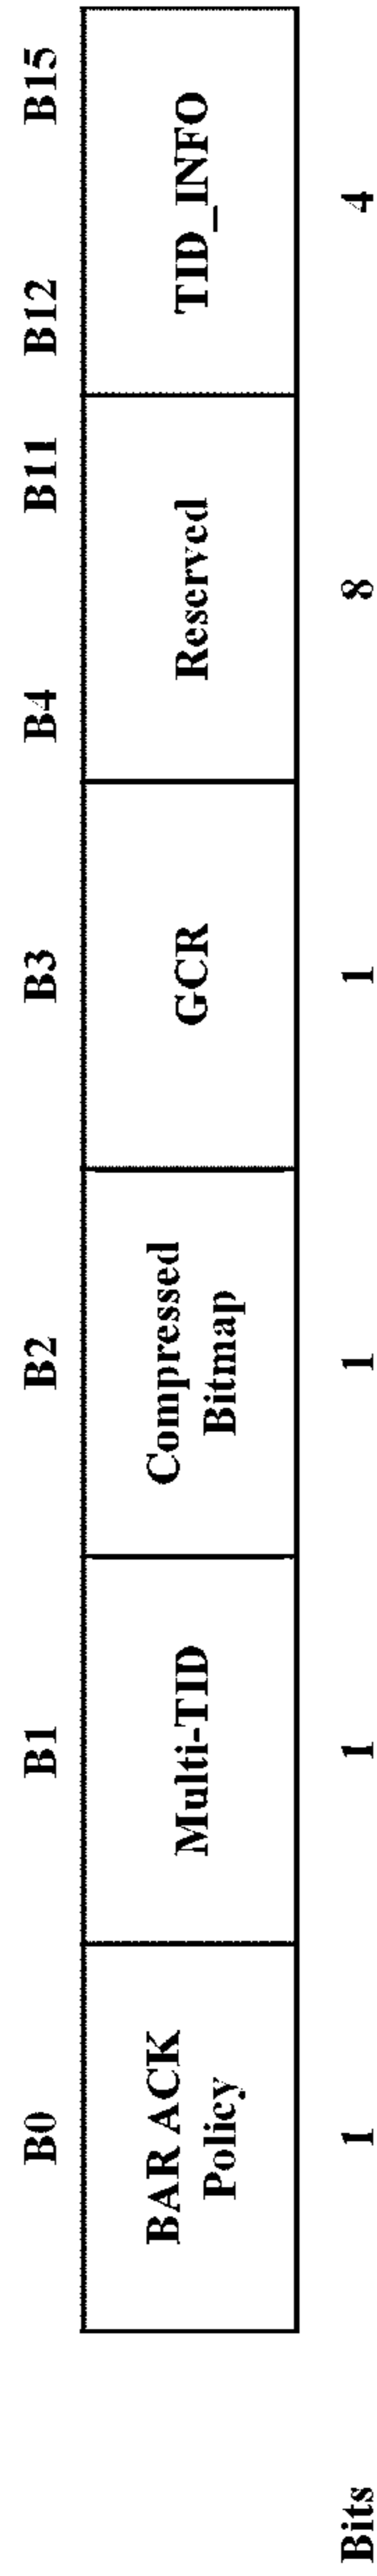 B0 B1 B2 B3 B4 B11 B12 B15
BAR ACK Policy Multi-TID Compressed Bitmap GCR Reserved TID_INFO
Bits 1 1 1 1 8 4